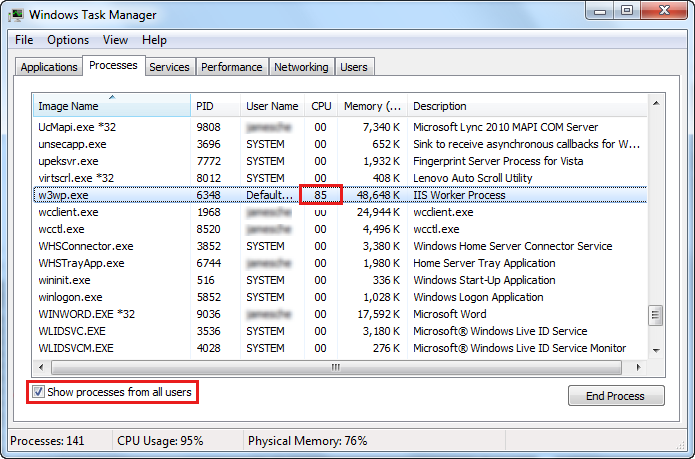 Windows Task Manager
File Options View Help
Applications Processes Services Performance Networking Users
Image Name PID User Name CPU Memory (... Description
UcMapi.exe *32 9808 00 7,340 K Microsoft Lync 2010 MAPI COM Server
unsecapp.exe 3696 SYSTEM 00 652 K Sink to receive asynchronous callbacks for W...
upeksvr.exe 7772 SYSTEM 00 1,932 K Fingerprint Server Process for Vista
virtscrl.exe *32 8012 SYSTEM 00 408 K Lenovo Auto Scroll Utility
w3wp.exe 6348 Default... 85 48,648 K IIS Worker Process
wcclient.exe 1968 00 24,944 K wcclient.exe
wcctl.exe 8520 00 4,496 K wcctl.exe
WHSConnector.exe 3852 SYSTEM 00 3,380 K Windows Home Server Connector Service
WHSTrayApp.exe 6744 00 1,980 K Home Server Tray Application
wininit.exe 516 SYSTEM 00 336 K Windows Start-Up Application
winlogon.exe 5852 SYSTEM 00 1,028 K Windows Logon Application
WINWORD.EXE *32 9036 00 17,592 K Microsoft Word
WLIDSVC.EXE 3536 SYSTEM 00 3,180 K Microsoft® Windows Live ID Service
WLIDSVCM.EXE 4028 SYSTEM 00 276 K Microsoft® Windows Live ID Service Monitor
Show processes from all users
End Process
Processes: 141 CPU Usage: 95% Physical Memory: 76%